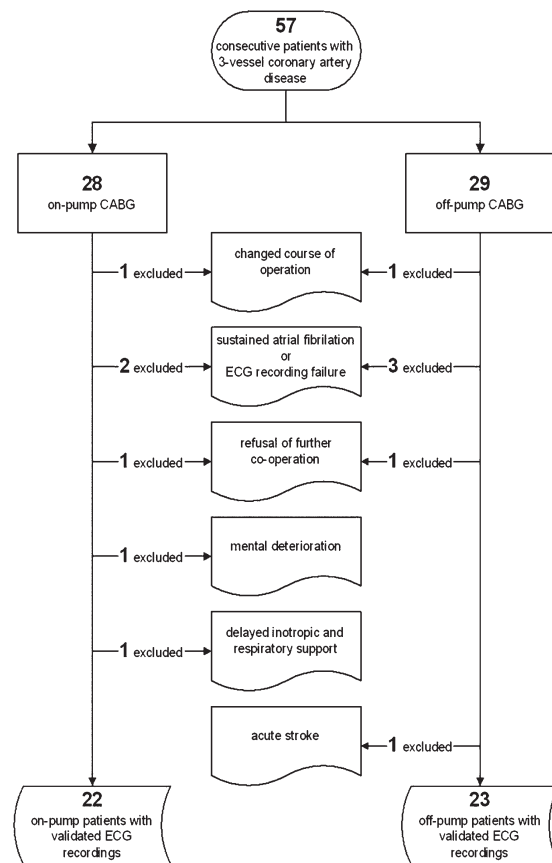 57
consecutive patients with
3-vessel coronary artery
disease
28
on-pump CABG
29
off-pump CABG
1 excluded
changed course of
operation
1 excluded
2 excluded
sustained atrial fibrilation
or
ECG recording failure
3 excluded
1 excluded
refusal of further
co-operation
1 excluded
1 excluded
mental deterioration
1 excluded
delayed inotropic and
respiratory support
acute stroke
1 excluded
22
on-pump patients with
validated ECG
recordings
23
off-pump patients with
validated ECG
recordings